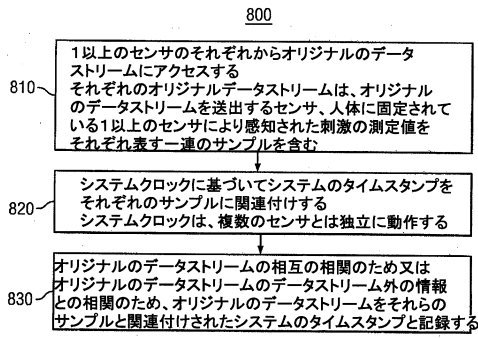 800
810
1以上のセンサのそれぞれからオリジナルのデータ
ストリームにアクセスする
それぞれのオリジナルデータストリームは、オリジナル
のデータストリームを送出するセンサ、人体に固定されて
いる1以上のセンサにより感知された刺激の測定値を
それぞれ表す一連のサンプルを含む
820
システムクロックに基づいてシステムのタイムスタンプを
それぞれのサンプルに関連付けする
システムクロックは、複数のセンサとは独立に動作する
830
オリジナルのデータストリームの相互の相関のため又は
オリジナルのデータストリームのデータストリーム外の情報
との相関のため、オリジナルのデータストリームをそれらの
サンプルと関連付けされたシステムのタイムスタンプと記録する